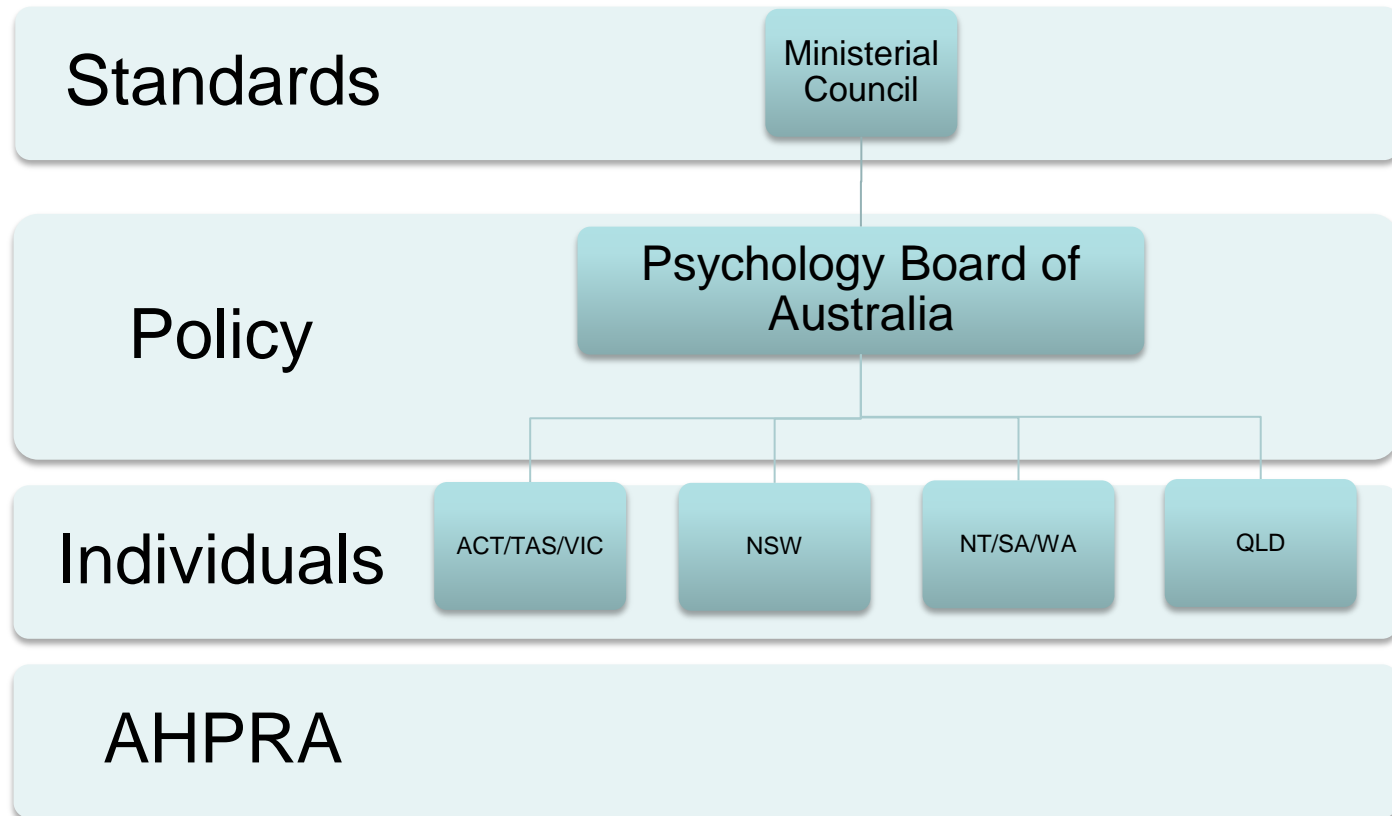 Standards
Ministerial
Council
Policy
Psychology Board of
Australia
Individuals
ACT/TAS/VIC
NSW
NT/SA/WA
QLD
AHPRA